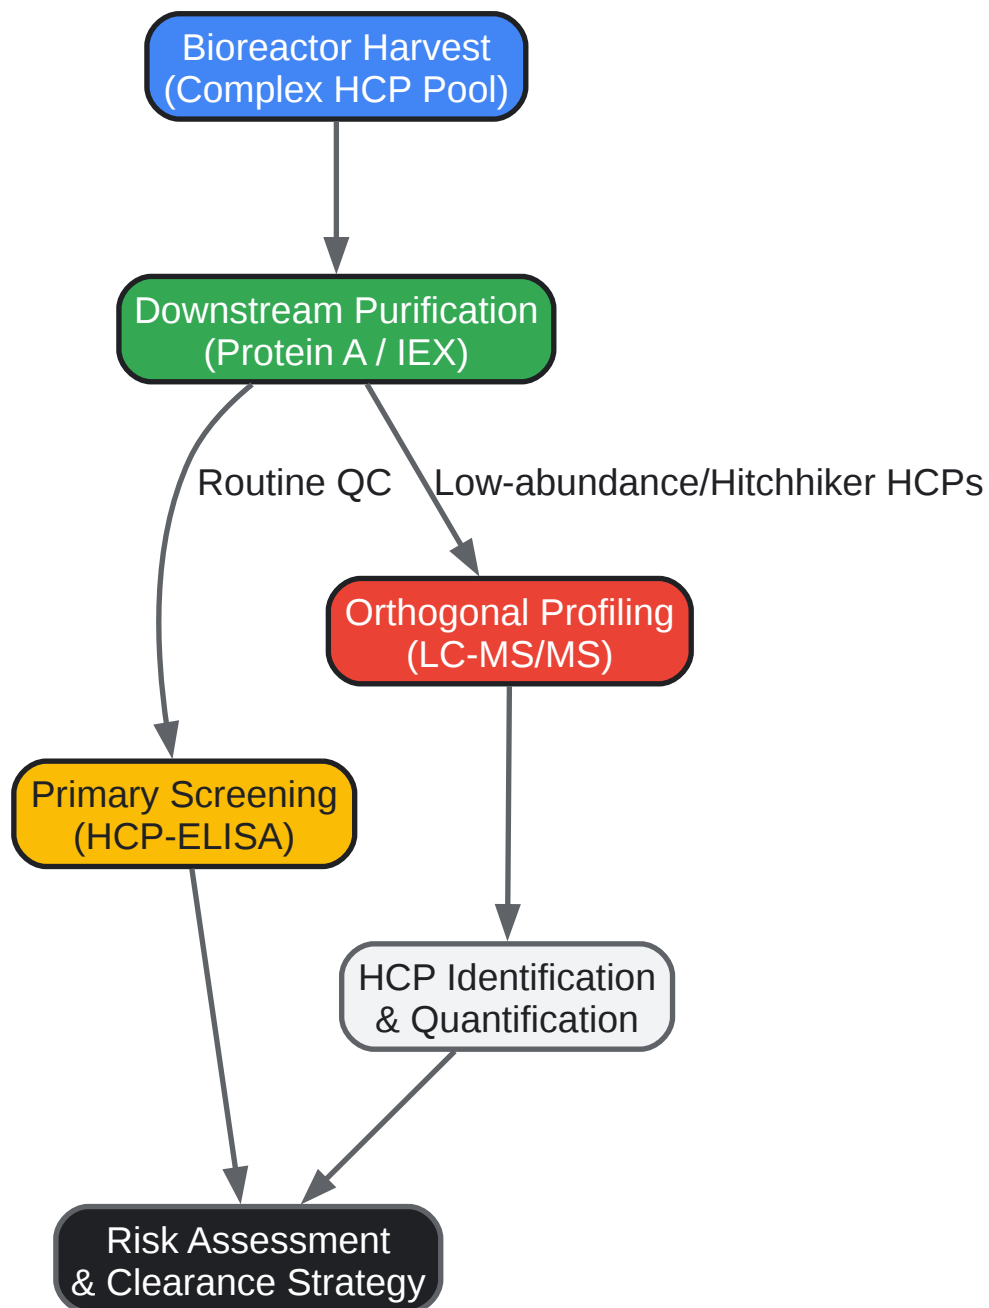 Bioreactor Harvest
(Complex HCP Pool)
Downstream Purification
(Protein A / IEX)
Routine QC
Low-abundance/Hitchhiker HCPs
Orthogonal Profiling
(LC-MS/MS)
Primary Screening
(HCP-ELISA)
HCP Identification
& Quantification
Risk Assessment
& Clearance Strategy